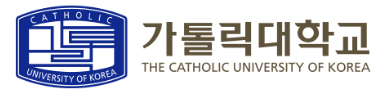 CATHOLIC
UNIVERSITY OF KOREA
가톨릭대학교
THE CATHOLIC UNIVERSITY OF KOREA